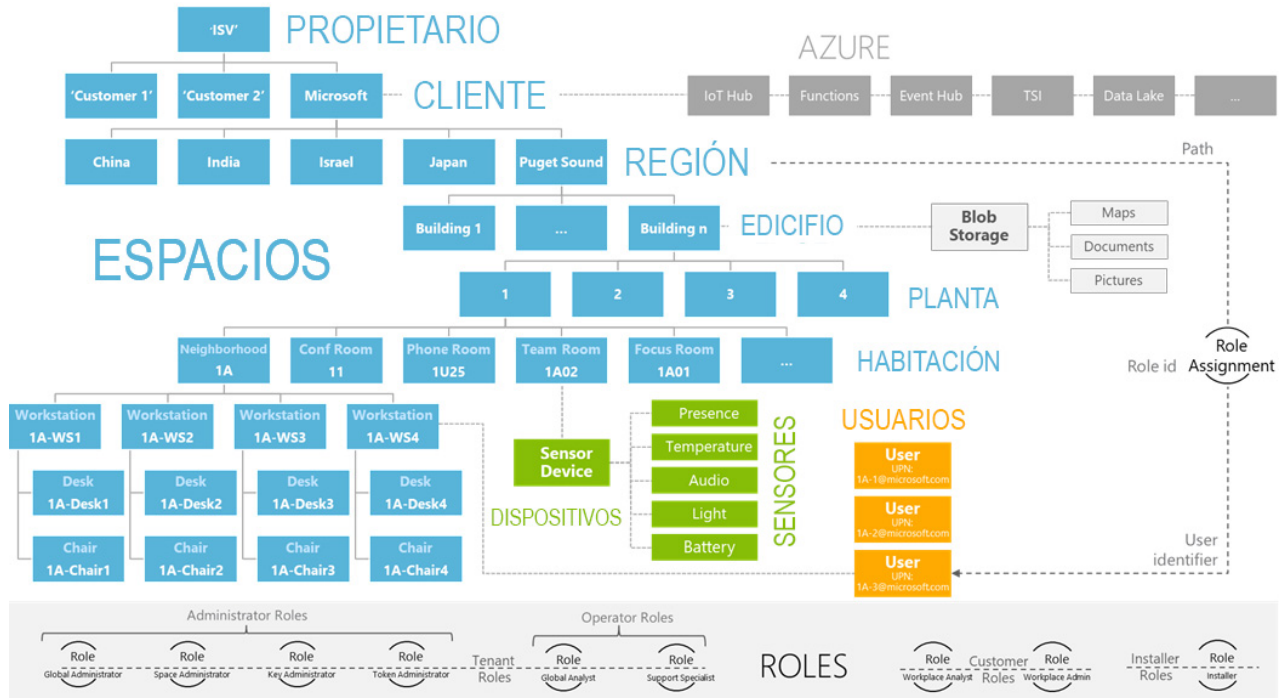 'ISV'
PROPIETARIO
AZURE
'Customer 1'
'Customer 2'
Microsoft
CLIENTE
IoT Hub
Functions
Event Hub
TSI
Data Lake
...
China
India
Israel
Japan
Puget Sound
REGIÓN
Path
Building 1
...
Building n
EDICIFIO
Blob
Storage
Maps
Documents
Pictures
ESPACIOS
1
2
3
4
PLANTA
Neighborhood
1A
Conf Room
11
Phone Room
1U25
Team Room
1A02
Focus Room
1A01
...
HABITACIÓN
Role id
Role
Assignment
Workstation
1A-WS1
Workstation
1A-WS2
Workstation
1A-WS3
Workstation
1A-WS4
Sensor
Device
DISPOSITIVOS
Presence
Temperature
Audio
Light
Battery
SENSORES
USUARIOS
User
UPN:
1A-1@microsoft.com
User
UPN:
1A-2@microsoft.com
User
UPN:
1A-3@microsoft.com
User
identifier
Desk
1A-Desk1
Desk
1A-Desk2
Desk
1A-Desk3
Desk
1A-Desk4
Chair
1A-Chair1
Chair
1A-Chair2
Chair
1A-Chair3
Chair
1A-Chair4
Administrator Roles
Role
Global Administrator
Role
Space Administrator
Role
Key Administrator
Role
Token Administrator
Tenant
Roles
Operator Roles
Role
Global Analyst
Role
Support Specialist
ROLES
Role
Workplace Analyst
Customer
Roles
Role
Workplace Admin
Installer
Roles
Role
Installer